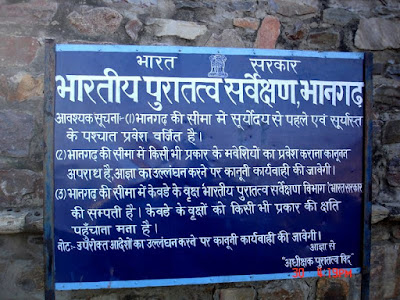 भारत सरकार
भारतीय पुरातत्व सर्वेक्षण, भानगढ़
आवश्यक सूचनाः-(1)भानगढ़ की सीमा में सूर्योदय से पहले एवं सूर्यास्त
के पश्चात प्रवेश वर्जित है।
(2)भानगढ़ की सीमा में किसी भी प्रकार के मवेशियों का प्रवेश कराना कानूनन
अपराध है, आज्ञा का उल्लघंन करने पर कानूनी कार्यवाही की जावेगी।
(3)भानगढ़ की सीमा में केवडे के वृक्ष भारतीय पुरातत्व सर्वेक्षण विभाग (भारत सरकार)
की सम्पती है। केवडे के वृक्षों को किसी भी प्रकार की क्षति
पहुँचाना मना है।
नोटः-उपरोक्त आदेशों का उल्लघंन करने पर कानूनी कार्यवाही की जावेगी।
आज्ञा से
"अधीक्षक पुरातत्व विद्"